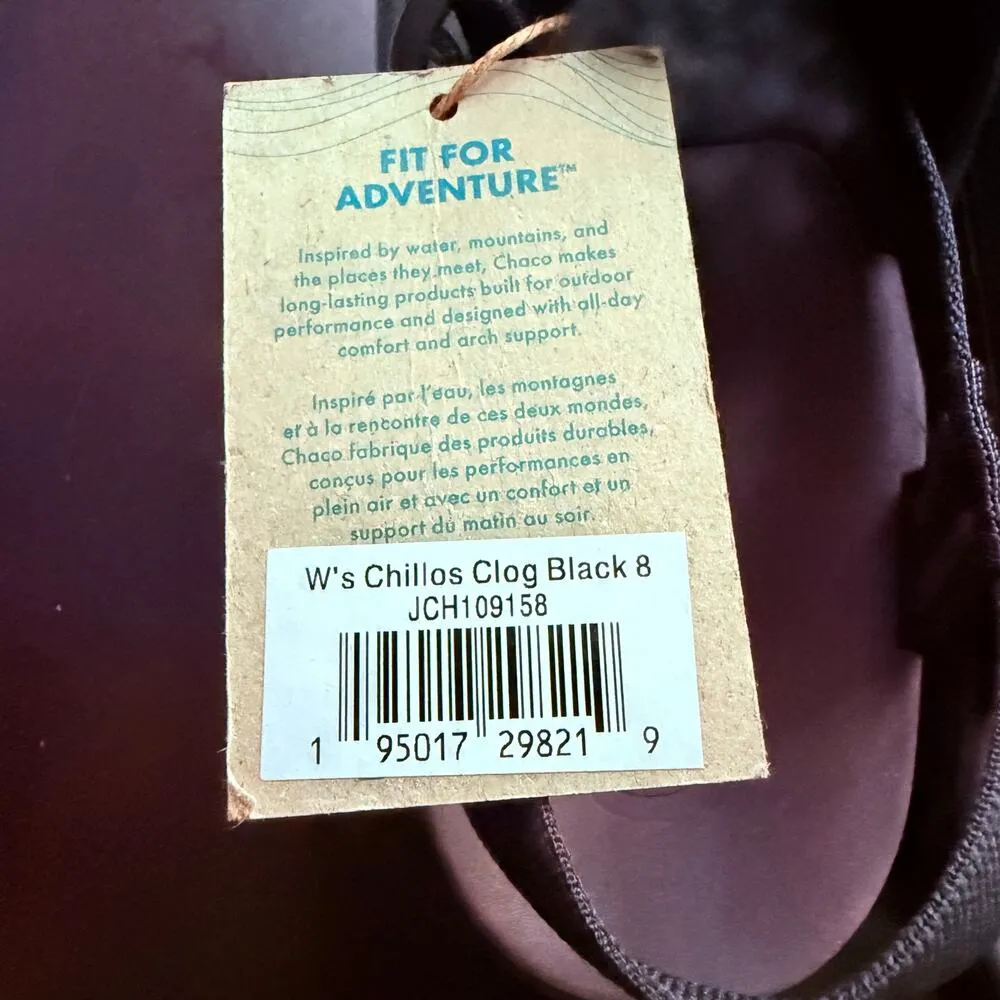 FIT FOR
ADVENTURE™
Inspired by water, mountains, and
the places they meet, Chaco makes
long-lasting products built for outdoor
performance and designed with all-day
comfort and arch support.
Inspiré par l'eau, les montagnes
et à la rencontre de ces deux mondes,
Chaco fabrique des produits durables,
conçus pour les performances en
plein air et avec un confort et un
support du matin au soir.
W's Chillos Clog Black 8
JCH109158
1 95017 29821 9